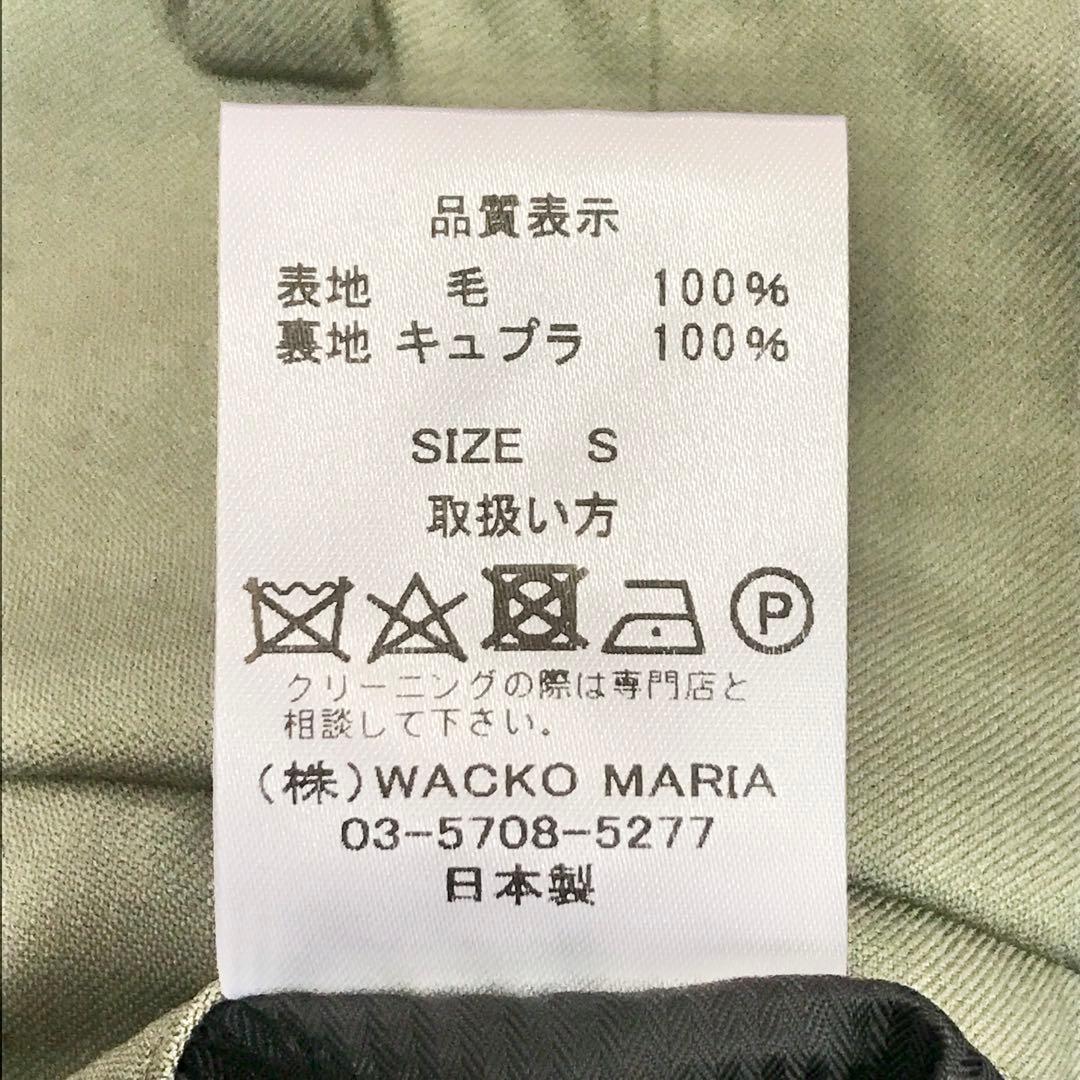 品質表示
表地 毛 100%
裏地 キュプラ 100%
SIZE S
取扱い方
P
クリーニングの際は専門店と
相談して下さい。
(株)WACKO MARIA
03-5708-5277
日本製